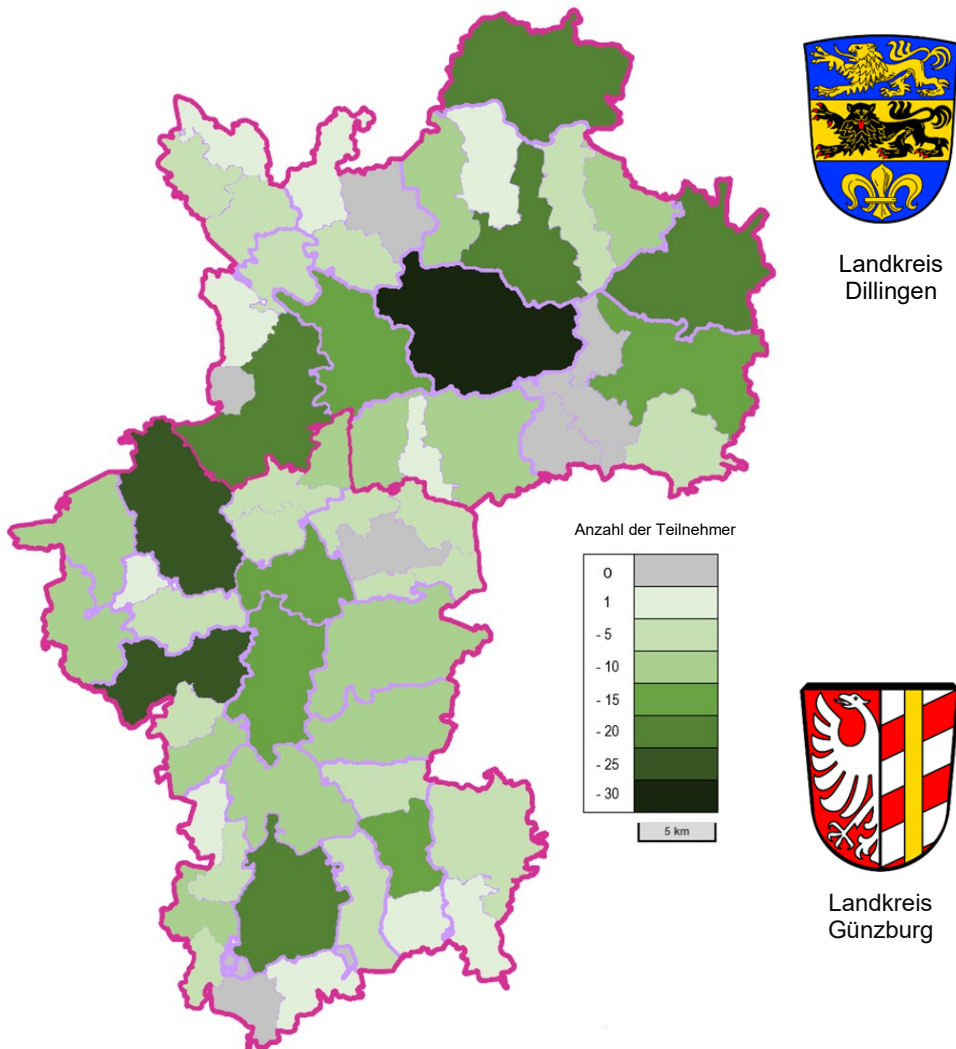 Landkreis
Dillingen
Anzahl der Teilnehmer
0
1
- 5
- 10
- 15
- 20
- 25
- 30
5 km
Landkreis
Günzburg